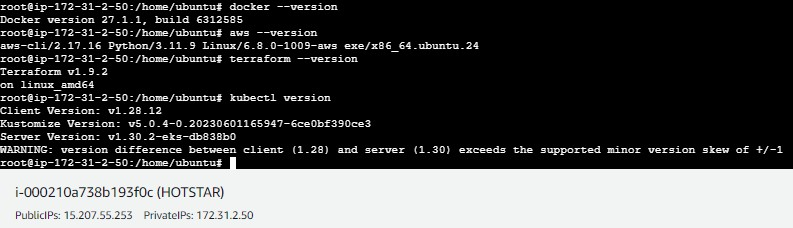 root@ip-172-31-2-50:/home/ubuntu# docker --version
Docker version 27.1.1, build 6312585
root@ip-172-31-2-50:/home/ubuntu# aws --version
aws-cli/2.17.16 Python/3.11.9 Linux/6.8.0-1009-aws exe/x86_64.ubuntu.24
root@ip-172-31-2-50:/home/ubuntu# terraform --version
Terraform v1.9.2
on linux_amd64
root@ip-172-31-2-50:/home/ubuntu# kubectl version
Client Version: v1.28.12
Kustomize Version: v5.0.4-0.20230601165947-6ce0bf390ce3
Server Version: v1.30.2-eks-db838b0
WARNING: version difference between client (1.28) and server (1.30) exceeds the supported minor version skew of +/-1
root@ip-172-31-2-50:/home/ubuntu#
i-000210a738b193f0c (HOTSTAR)
PublicIPs: 15.207.55.253 PrivateIPs: 172.31.2.50